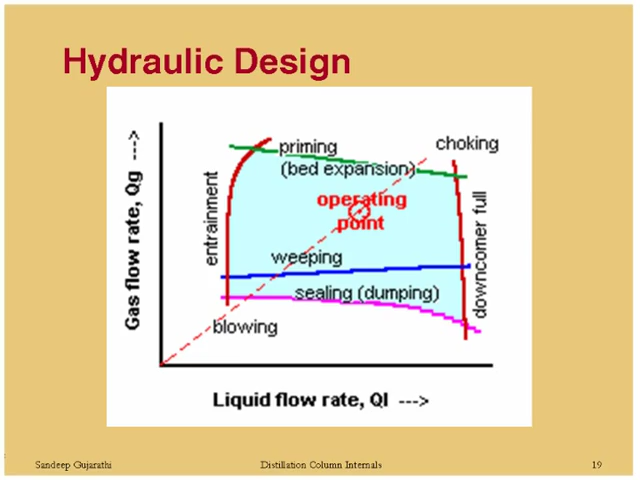 Hydraulic Design
priming
(bed expansion)
choking
operating
point
entrainment
weeping
sealing (dumping)
blowing
downcomer full
Gas flow rate, Qg --->
Liquid flow rate, Ql --->
Sandeep Gujarathi
Distillation Column Internals
19